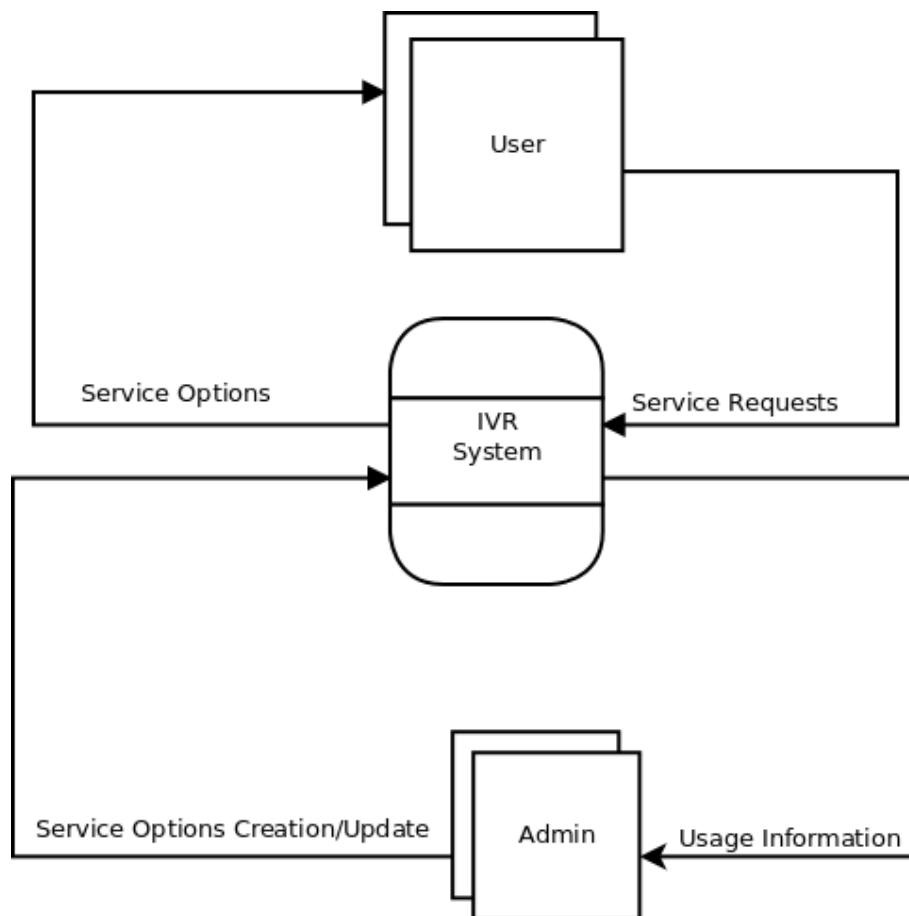 User
Service Options
Service Requests
IVR
System
Service Options Creation/Update
Admin
Usage Information